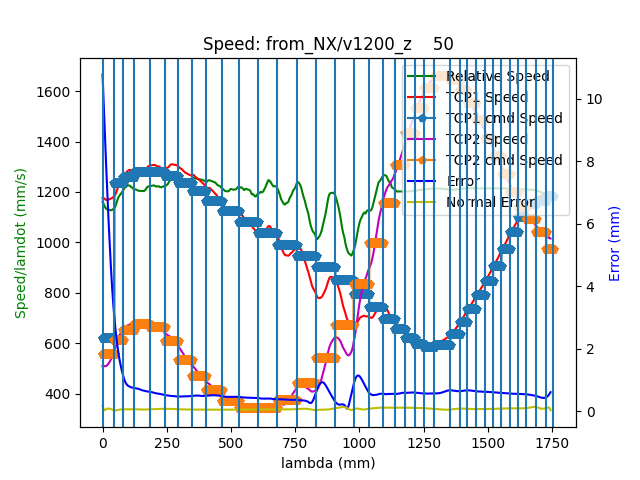 Speed: from_NX/v1200_z    50
Speed/lamdot (mm/s)
1600
1400
1200
1000
800
600
400
Relative Speed
TCP1 Speed
TCP1 cmd Speed
TCP2 Speed
TCP2 cmd Speed
Error
Normal Error
10
8
6
4
2
0
Error (mm)
0
250
500
750
1000
1250
1500
1750
lambda (mm)